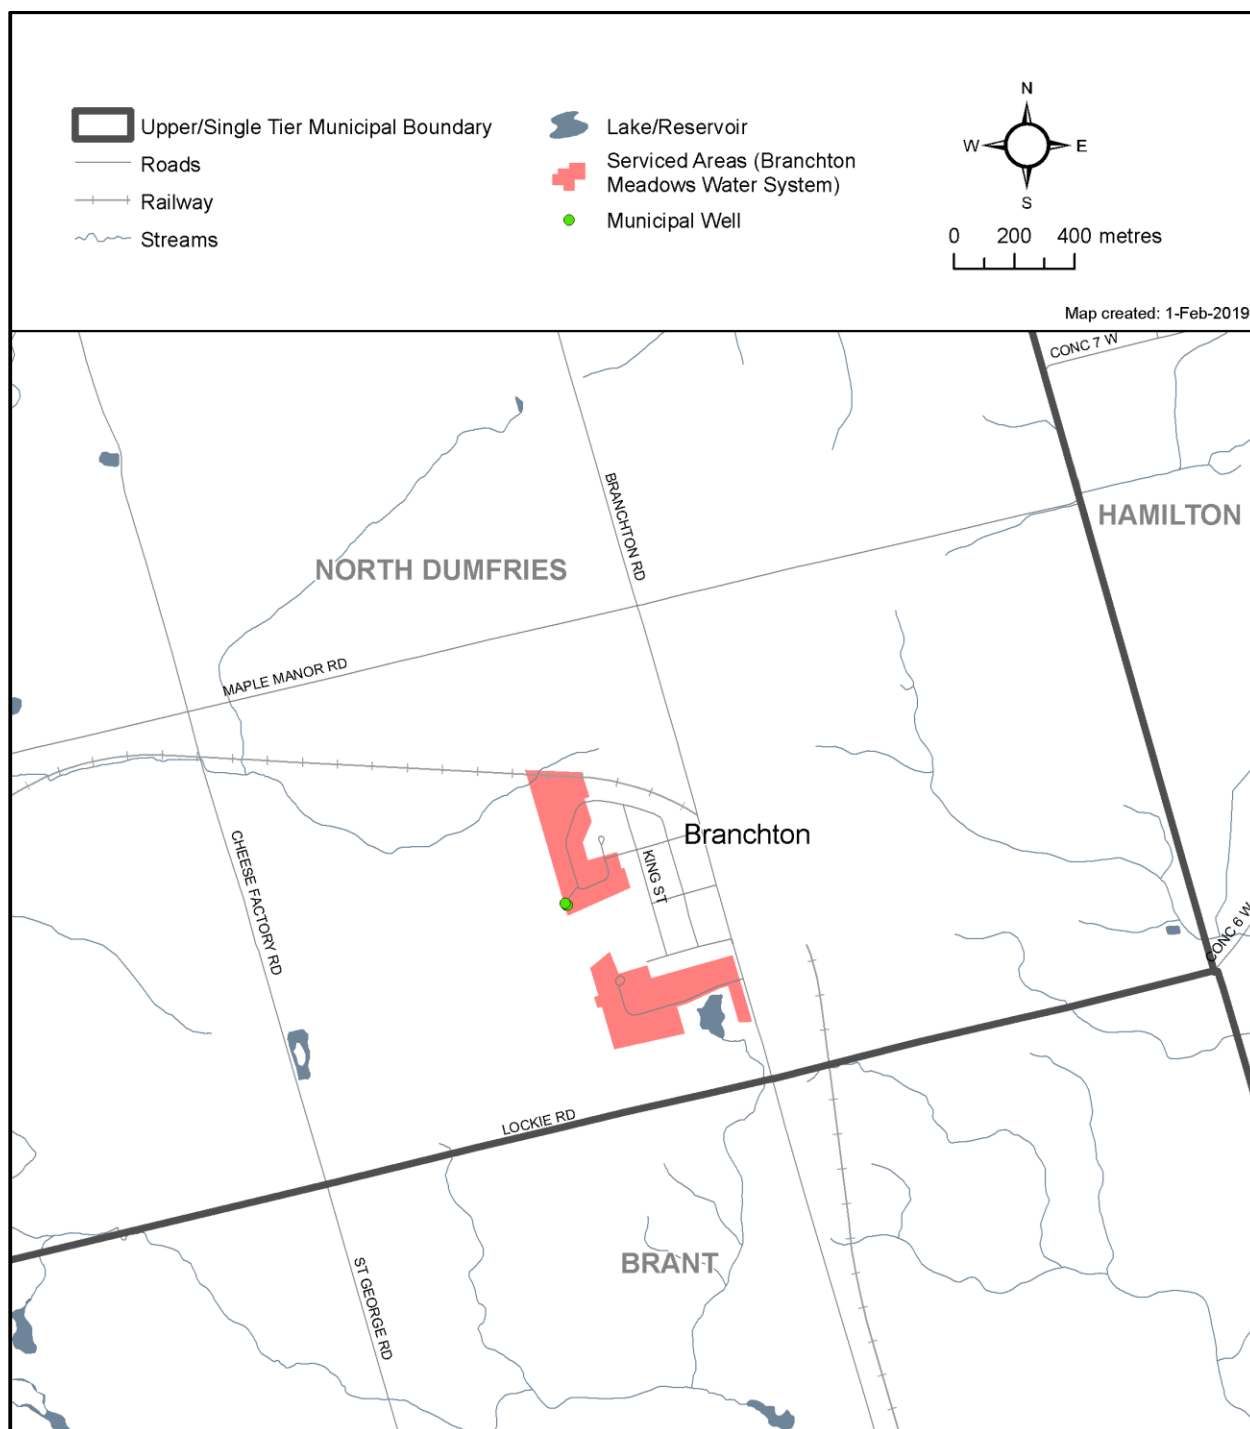 Upper/Single Tier Municipal Boundary
Roads
Railway
Streams
Lake/Reservoir
Serviced Areas (Branchton
Meadows Water System)
Municipal Well
N
W E
S
0 200 400 metres
Map created: 1-Feb-2019
CONC 7 W
BRANCHTON RD
HAMILTON
NORTH DUMFRIES
MAPLE MANOR RD
CHEESE FACTORY RD
Branchton
KING ST
CONC 6 W
LOCKIE RD
BRANT
ST GEORGE RD